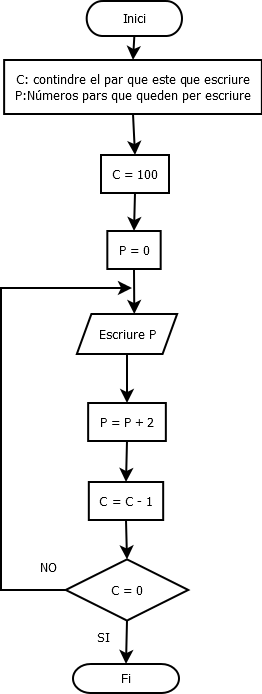 Inici
C: contindre el par que este que escriure
P:Números pars que queden per escriure
C = 100
P = 0
Escriure P
P = P + 2
C = C - 1
NO
C = 0
SI
Fi